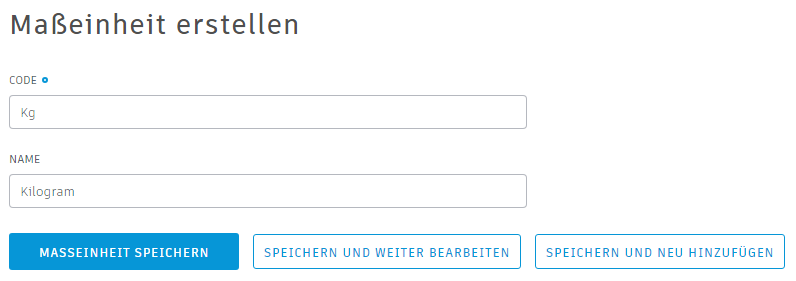 Maßeinheit erstellen
CODE
Kg
NAME
Kilogram
MASSEINHEIT SPEICHERN
SPEICHERN UND WEITER BEARBEITEN
SPEICHERN UND NEU HINZUFÜGEN